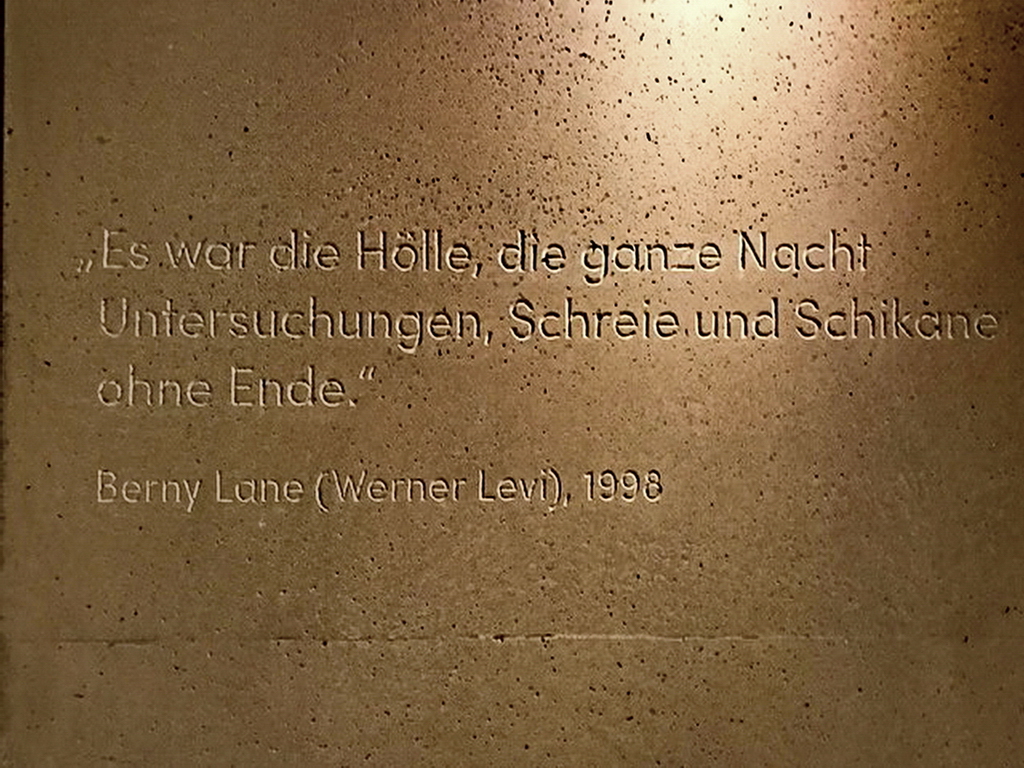 „Es war die Hölle, die ganze Nacht
Untersuchungen, Schreie und Schikane
ohne Ende.“
Berny Lane (Werner Levi), 1998